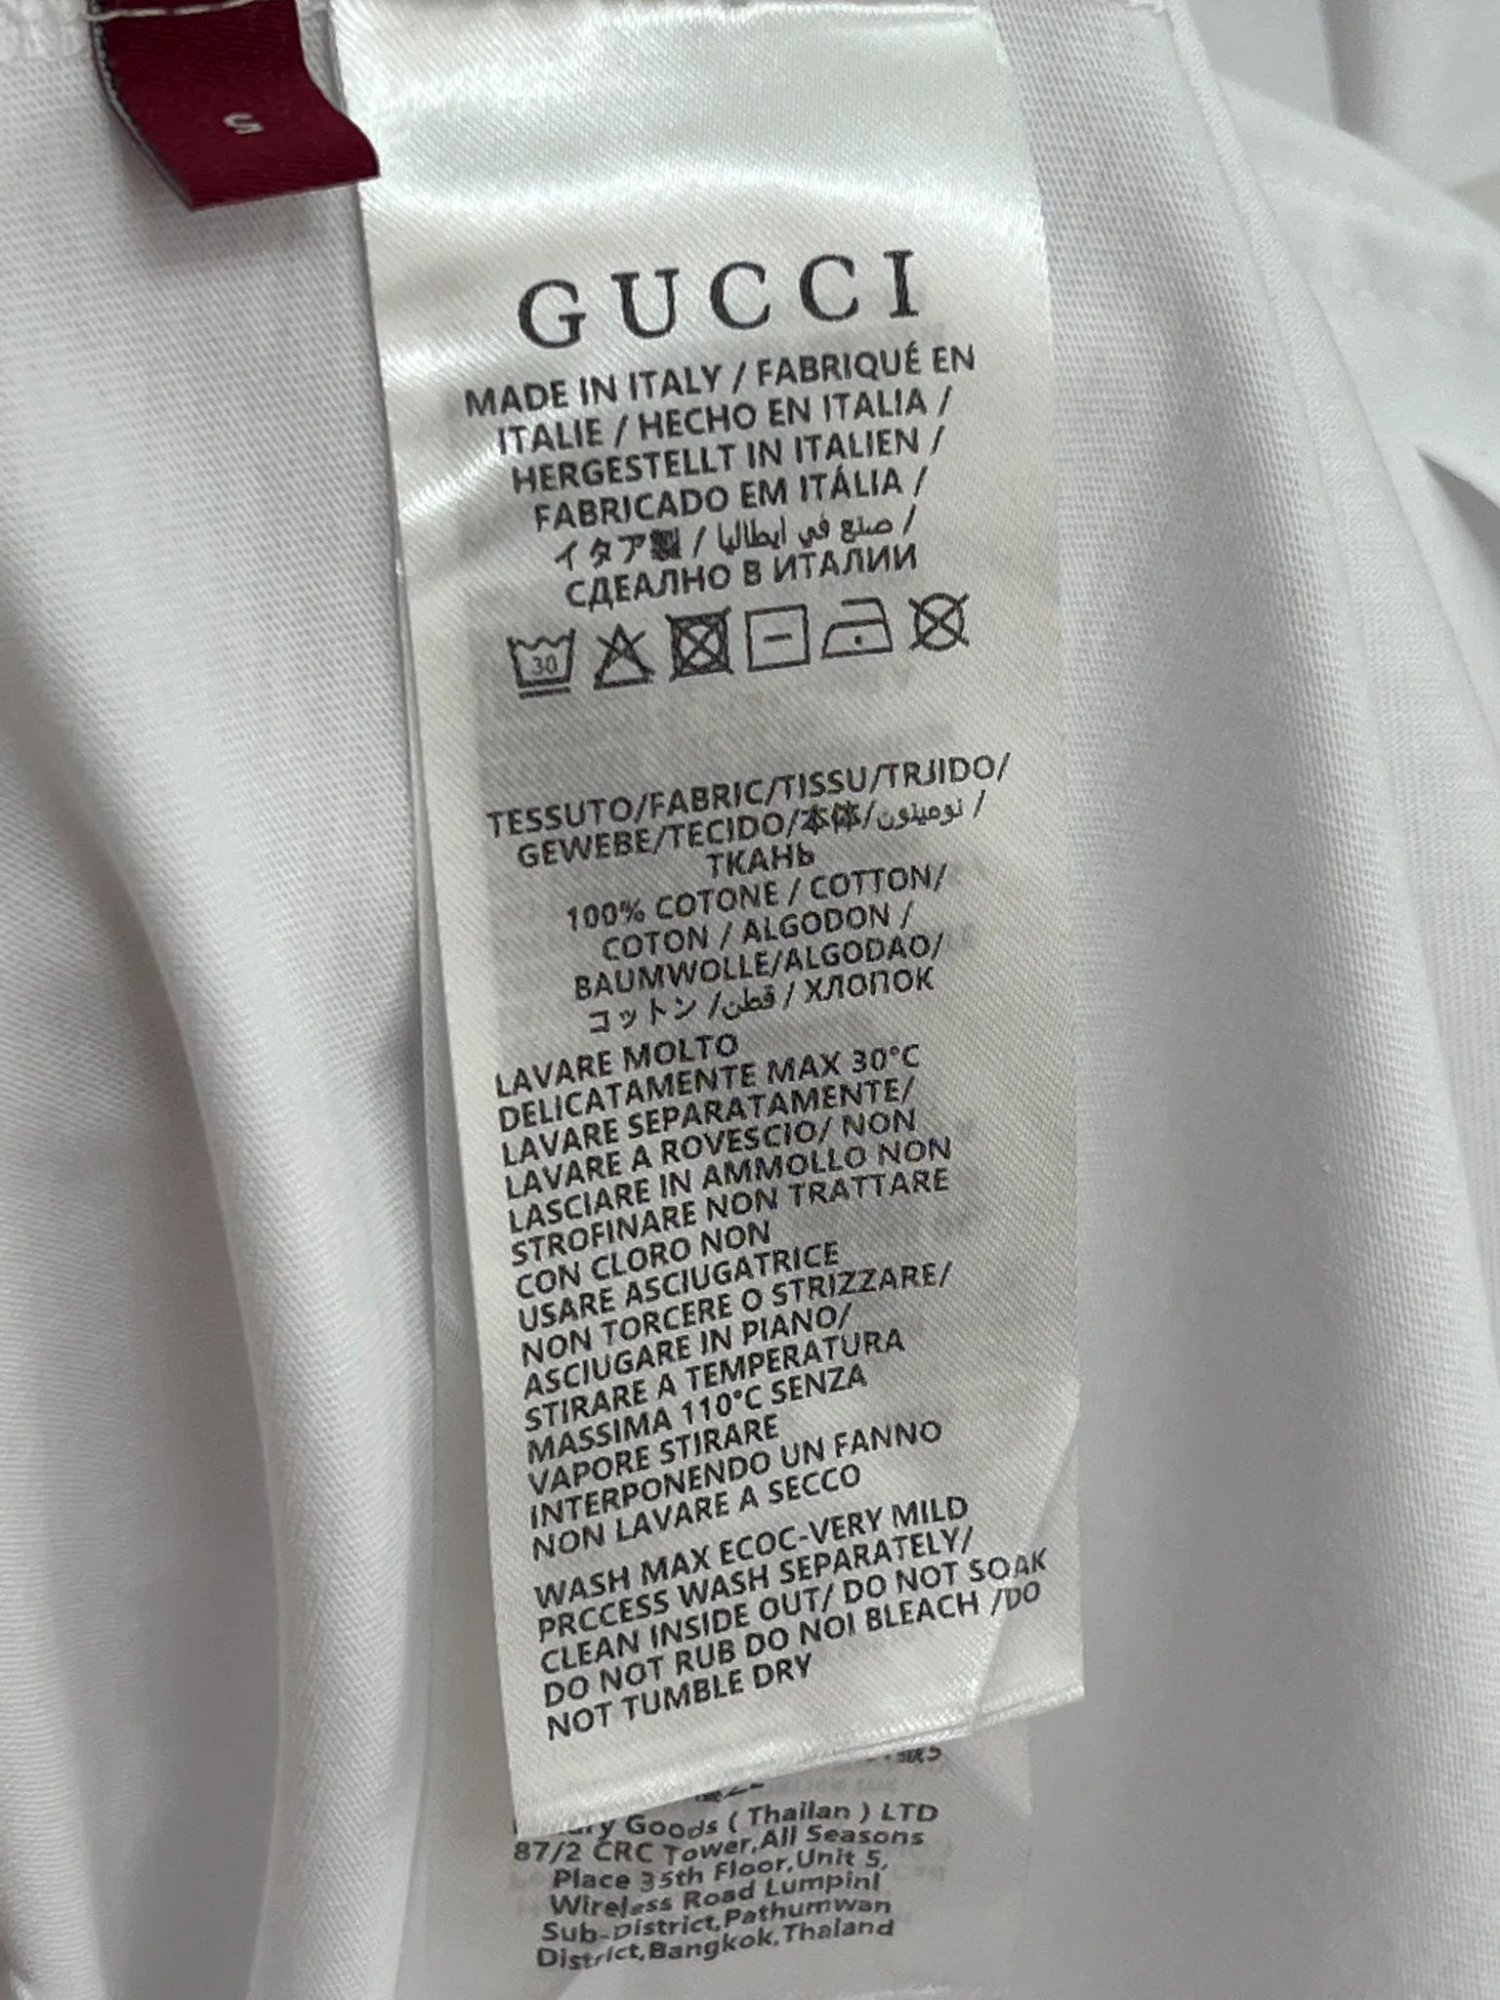 S
GUCCI
MADE IN ITALY / FABRIQUÉ EN
ITALIE / HECHO EN ITALIA /
HERGESTELLT IN ITALIEN /
FABRICADO EM ITÁLIA /
イタア製 / صنع في ايطاليا /
СДЕАЛНО В ИТАЛИИ
30
TESSUTO/FABRIC/TISSU/TRJIDO/
GEWEBE/TECIDO/本体/نومينون /
ТКАНЬ
100% COTONE / COTTON/
COTON / ALGODON /
BAUMWOLLE/ALGODAO/
コットン /قطن / ХЛОПОК
LAVARE MOLTO
DELICATAMENTE MAX 30°C
LAVARE SEPARATAMENTE/
LAVARE A ROVESCIO/ NON
LASCIARE IN AMMOLLO NON
STROFINARE NON TRATTARE
CON CLORO NON
USARE ASCIUGATRICE
NON TORCERE O STRIZZARE/
ASCIUGARE IN PIANO/
STIRARE A TEMPERATURA
MASSIMA 110°C SENZA
VAPORE STIRARE
INTERPONENDO UN FANNO
NON LAVARE A SECCO
WASH MAX ECOC-VERY MILD
PRCCESS WASH SEPARATELY/
CLEAN INSIDE OUT/ DO NOT SOAK
DO NOT RUB DO NOI BLEACH /DO
NOT TUMBLE DRY
Goods ( Thailan ) LTD
87/2 CRC Tower,All Seasons
Place 35th Floor,Unit 5,
Wireless Road Lumpinl
Sub-District,Pathumwan
District,Bangkok,Thaland